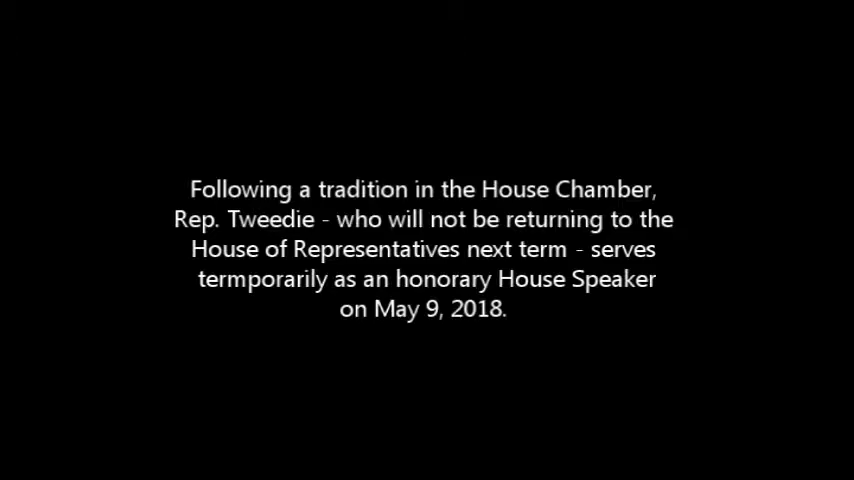 Following a tradition in the House Chamber,
Rep. Tweedie - who will not be returning to the
House of Representatives next term - serves
termporarily as an honorary House Speaker
on May 9, 2018.